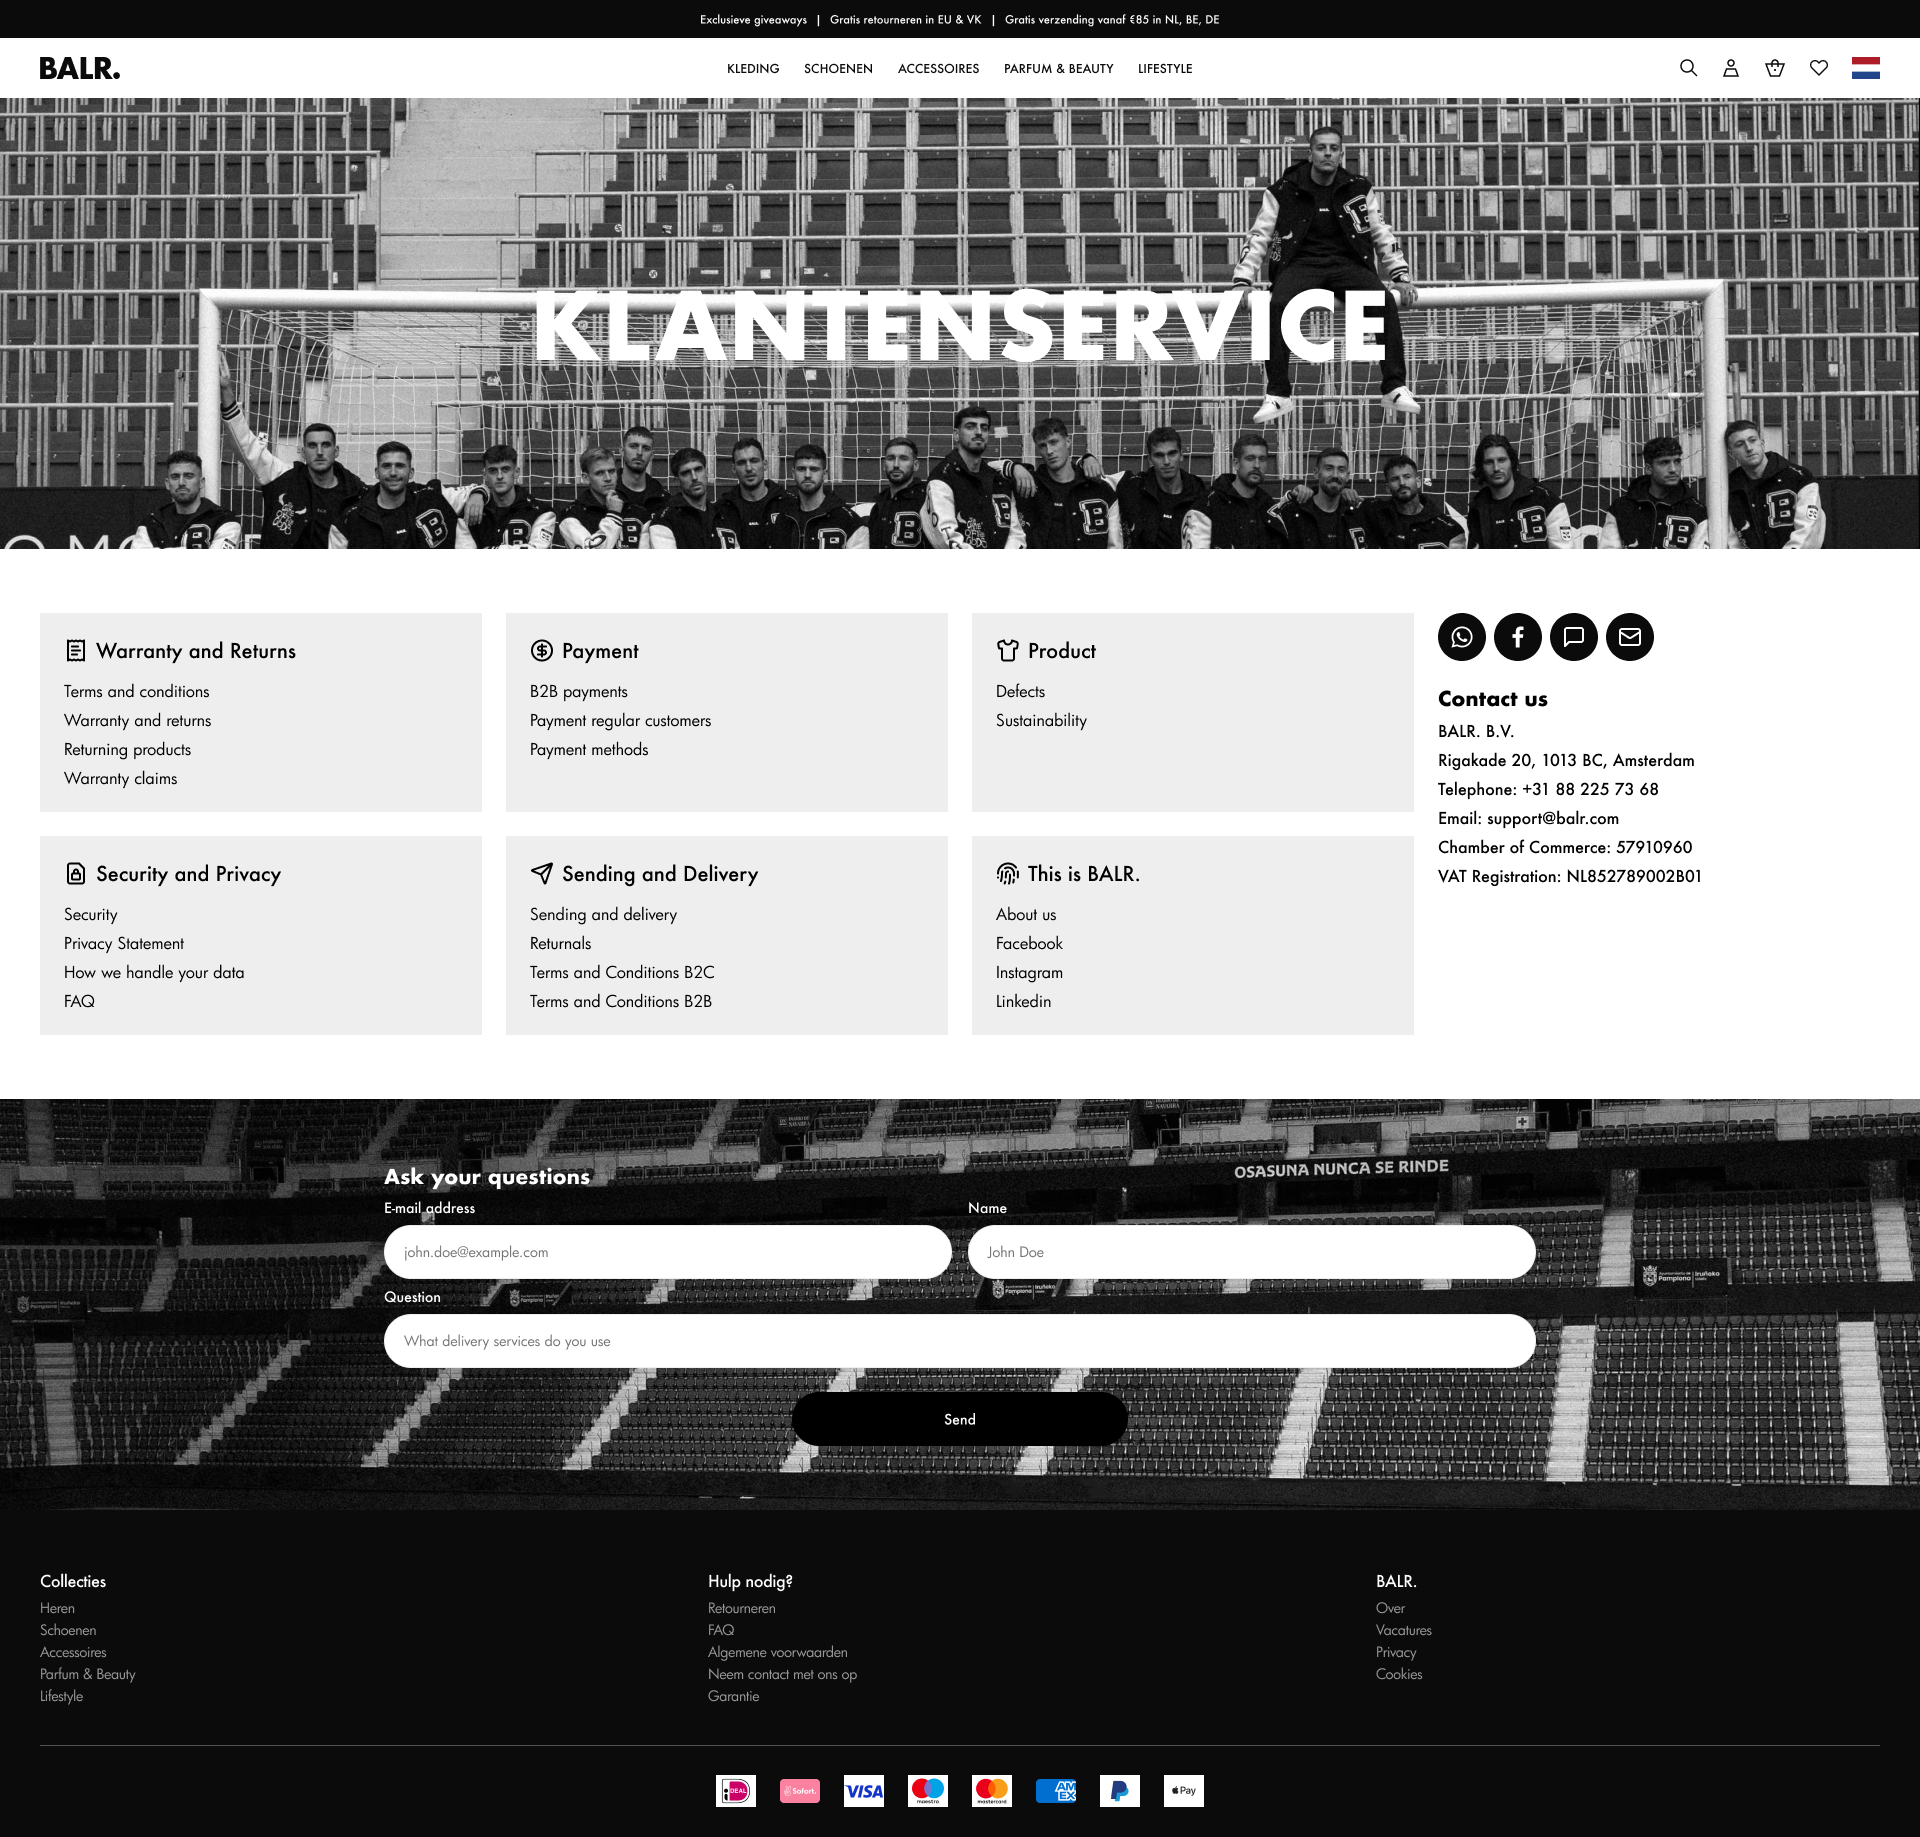 Exclusieve giveaways | Gratis retourneren in EU & VK | Gratis verzending vanaf €85 in NL, BE, DE
BALR.
KLEDING SCHOENEN ACCESSOIRES PARFUM & BEAUTY LIFESTYLE
KLANTENSERVICE
Warranty and Returns
Terms and conditions
Warranty and returns
Returning products
Warranty claims
Payment
B2B payments
Payment regular customers
Payment methods
Product
Defects
Sustainability
Security and Privacy
Security
Privacy Statement
How we handle your data
FAQ
Sending and Delivery
Sending and delivery
Returnals
Terms and Conditions B2C
Terms and Conditions B2B
This is BALR.
About us
Facebook
Instagram
Linkedin
Contact us
BALR. B.V.
Rigakade 20, 1013 BC, Amsterdam
Telephone: +31 88 225 73 68
Email: support@balr.com
Chamber of Commerce: 57910960
VAT Registration: NL852789002B01
OSASUNA NUNCA SE RINDE
Ask your questions
E-mail address
john.doe@example.com
Name
John Doe
Question
What delivery services do you use
Send
Pamplona Iruñeko
Collecties
Heren
Schoenen
Accessoires
Parfum & Beauty
Lifestyle
Hulp nodig?
Retourneren
FAQ
Algemene voorwaarden
Neem contact met ons op
Garantie
BALR.
Over
Vacatures
Privacy
Cookies
iDEAL
Sofort.
VISA
maestro
mastercard
AMEX
Pay